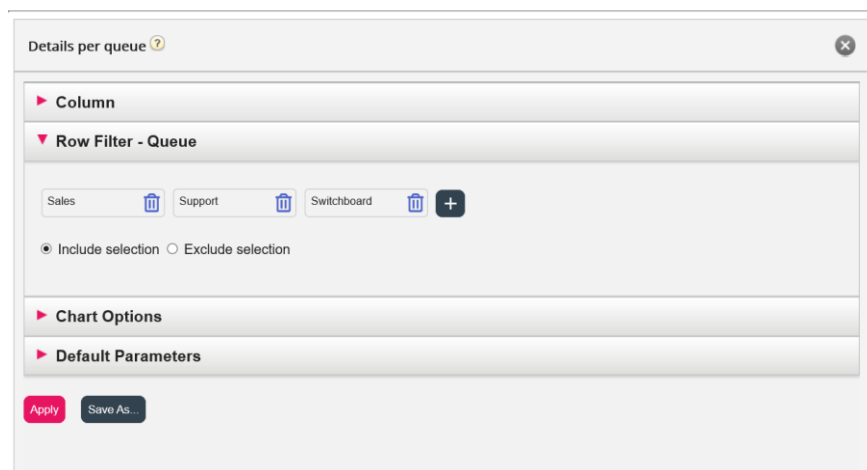 Details per queue ?
Column
Row Filter - Queue
Sales Support Switchboard +
Include selection Exclude selection
Chart Options
Default Parameters
Apply Save As...